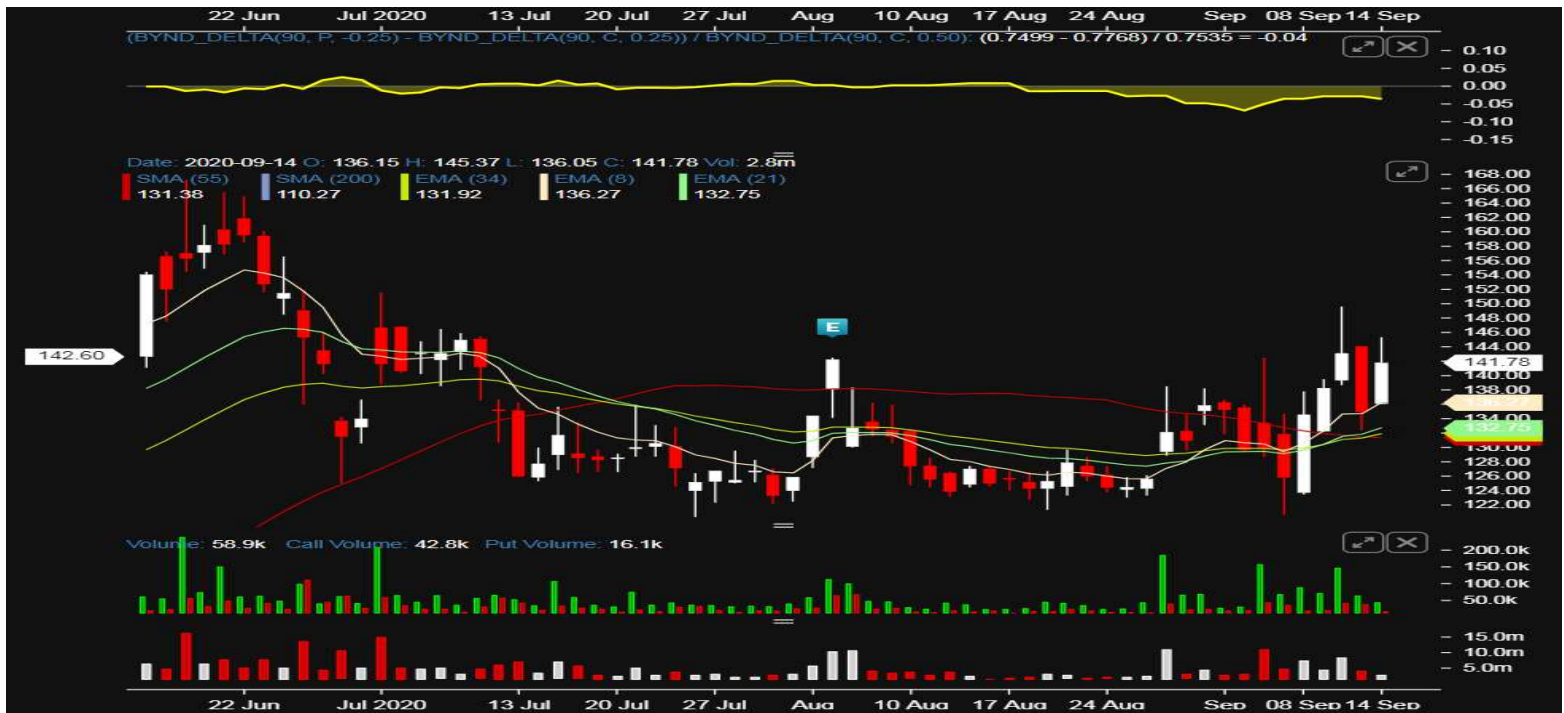 22 Jun Jul 2020 13 Jul 20 Jul 27 Jul Aug 10 Aug 17 Aug 24 Aug Sep 08 Sep 14 Sep
(BYND_DELTA(90, P, -0.25) - BYND_DELTA(90, C, 0.25)) / BYND_DELTA(90, C, 0.50): (0.7499 - 0.7768) / 0.7535 = -0.04
0.10
0.05
0.00
-0.05
-0.10
-0.15
Date: 2020-09-14 O: 136.15 H: 145.37 L: 136.05 C: 141.78 Vol: 2.8m
SMA (55) SMA (200) EMA (34) EMA (8) EMA (21)
131.38 110.27 131.92 136.27 132.75
168.00
166.00
164.00
162.00
160.00
158.00
156.00
154.00
152.00
150.00
148.00
146.00
E
144.00
142.60
141.78
140.00
138.00
136.27
134.00
132.75
130.00
128.00
126.00
124.00
122.00
Volume: 58.9k Call Volume: 42.8k Put Volume: 16.1k
200.0k
150.0k
100.0k
50.0k
15.0m
10.0m
5.0m
22 Jun Jul 2020 13 Jul 20 Jul 27 Jul Aug 10 Aug 17 Aug 24 Aug Sep 08 Sep 14 Sep